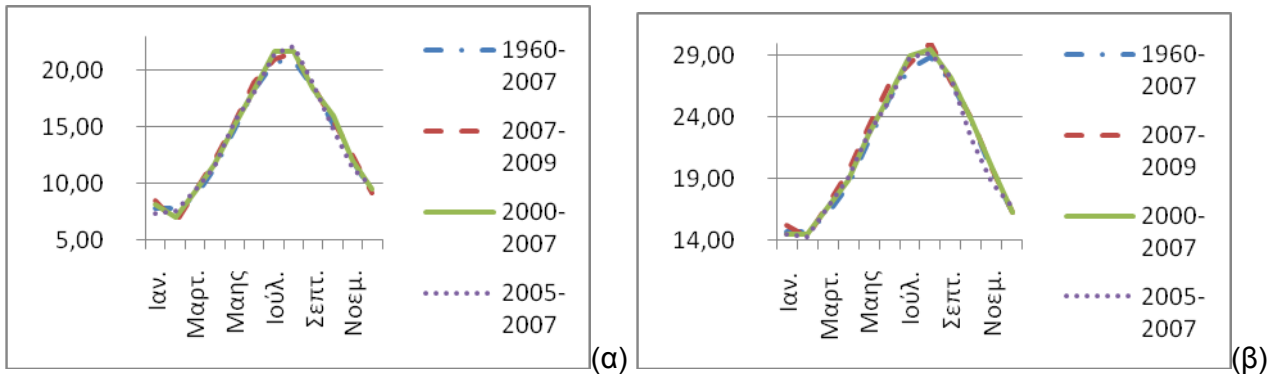 20,00
15,00
10,00
5,00
Ιαν.
Μαρτ.
Μαης
Ιούλ.
Σεπτ.
Νοεμ.
1960-
2007
2007-
2009
2000-
2007
2005-
2007
(α)
29,00
24,00
19,00
14,00
Ιαν.
Μαρτ.
Μαης
Ιούλ.
Σεπτ.
Νοεμ.
1960-
2007
2007-
2009
2000-
2007
2005-
2007
(β)